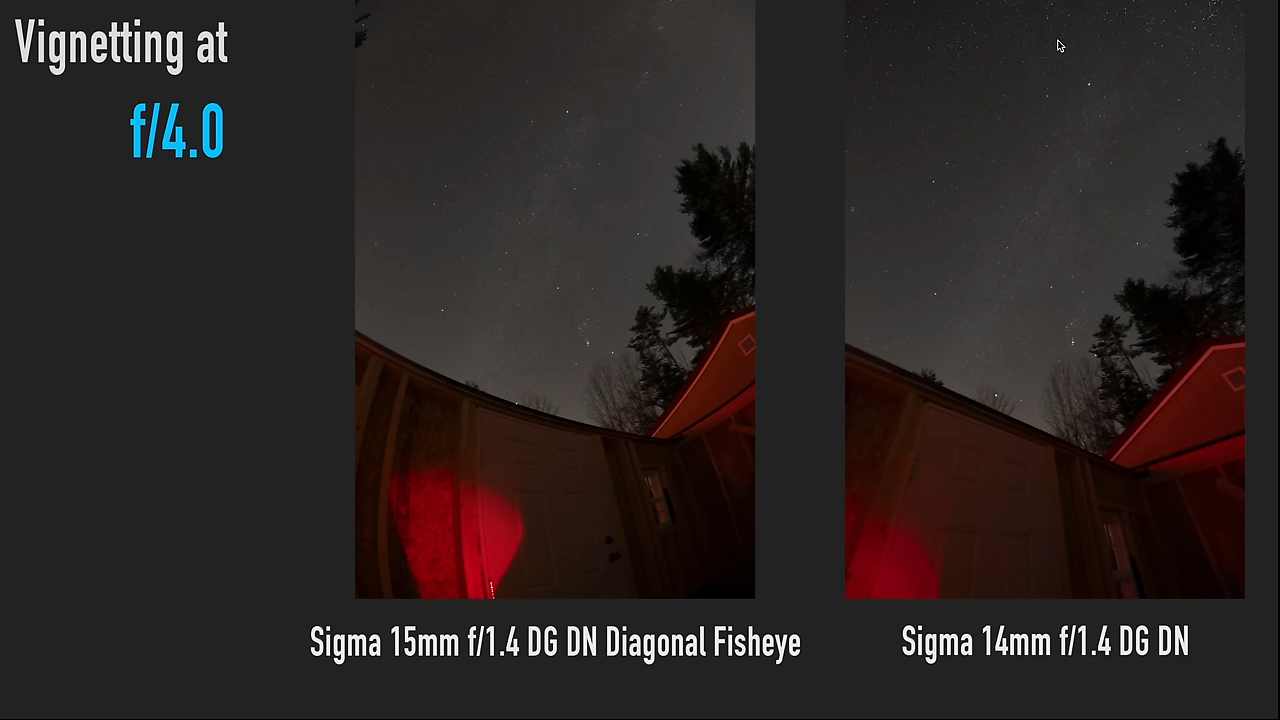 Vignetting at
f/4.0
Sigma 15mm f/1.4 DG DN Diagonal Fisheye
Sigma 14mm f/1.4 DG DN